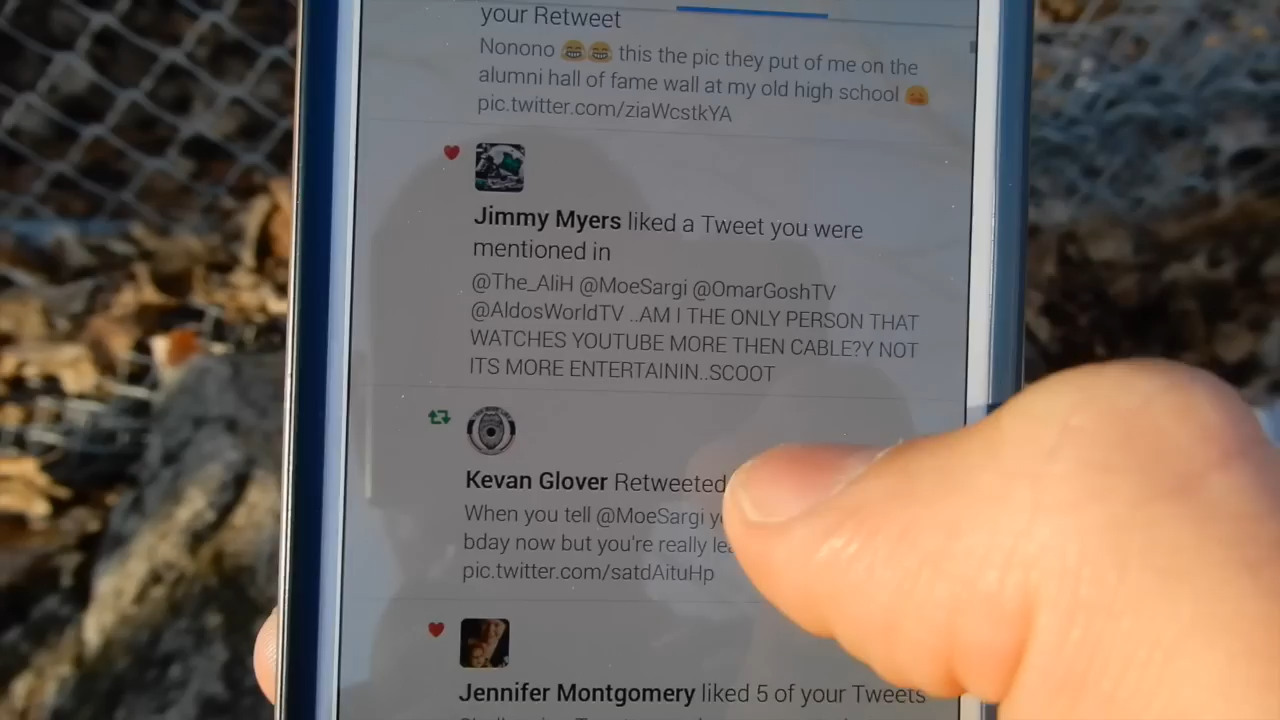 your Retweet
Nonono 😂😂 this the pic they put of me on the
alumni hall of fame wall at my old high school 😩
pic.twitter.com/ziaWcstkYA
Jimmy Myers liked a Tweet you were
mentioned in
@The_AliH @MoeSargi @OmarGoshTV
@AldosWorldTV ..AM I THE ONLY PERSON THAT
WATCHES YOUTUBE MORE THEN CABLE?Y NOT
ITS MORE ENTERTAININ..SCOOT
Kevan Glover Retweeted
When you tell @MoeSargi
bday now but you're really
pic.twitter.com/satdAituHp
Jennifer Montgomery liked 5 of your Tweets